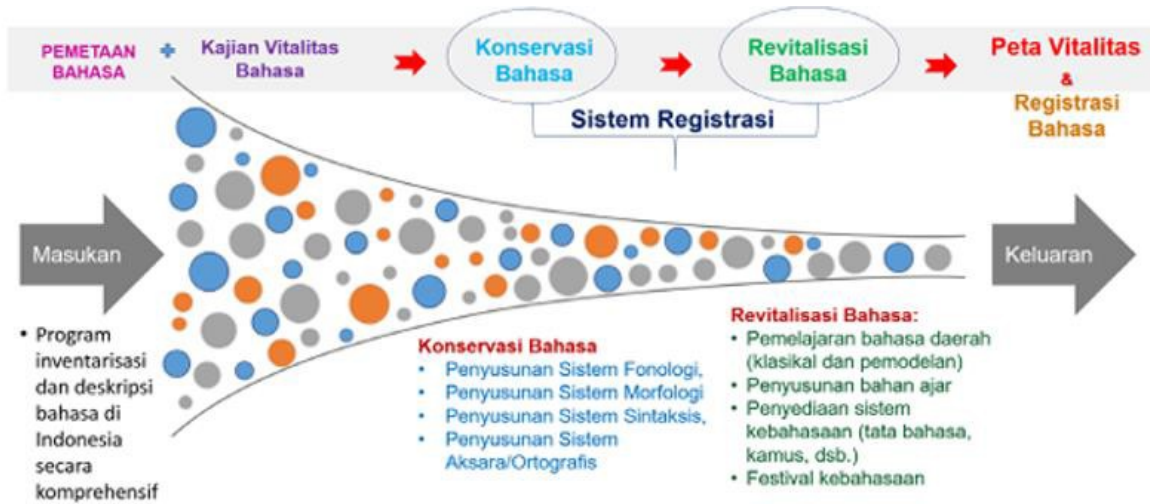 PEMETAAN
BAHASA
+
Kajian Vitalitas
Bahasa
Konservasi
Bahasa
Revitalisasi
Bahasa
Peta Vitalitas
&
Registrasi
Bahasa
Sistem Registrasi
Masukan
Keluaran
• Program
inventarisasi
dan deskripsi
bahasa di
Indonesia
secara
komprehensif
Konservasi Bahasa
• Penyusunan Sistem Fonologi,
• Penyusunan Sistem Morfologi
• Penyusunan Sistem Sintaksis,
• Penyusunan Sistem
Aksara/Ortografis
Revitalisasi Bahasa:
• Pemelajaran bahasa daerah
(klasikal dan pemodelan)
• Penyusunan bahan ajar
• Penyediaan sistem
kebahasaan (tata bahasa,
kamus, dsb.)
• Festival kebahasaan